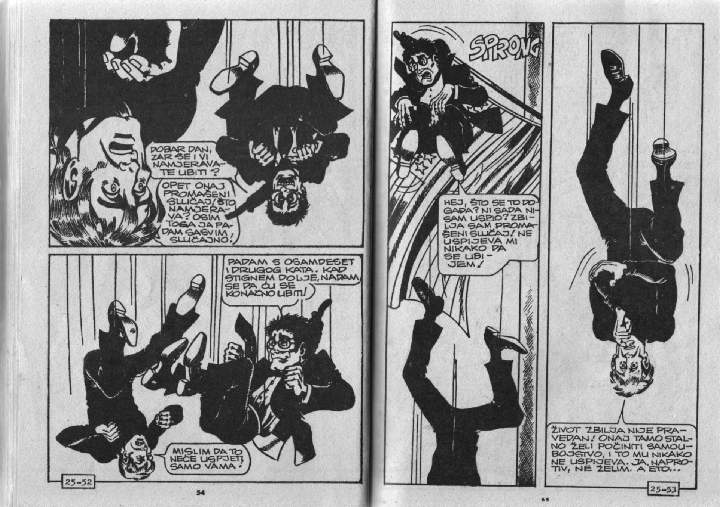 DOBAR DAN,
ZAR SE I VI
NAMJERAVA-
TE UBITI?
OPET ONAJ
PROMAŠENI
SLUČAJ! ŠTO
NAMJERA-
VA? OSIM
TOGA JA PA-
DAM SASVIM
SLUČAJNO!
PADAM S OSAMDESET
I DRUGOG KATA. KAD
STIGNEM DOLJE, NADAM
SE DA ĆU SE
KONAČNO UBITI!
MISLIM DA TO
NEĆE USPJETI
SAMO VAMA!
25-52
54
SPRONG
HEJ, ŠTO SE TO DO-
GAĐA? NI SADA NI-
SAM USPIO? ZBI-
LJA SAM PROMA-
ŠENI SLUČAJ! NE
USPIJEVA MI
NIKAKO DA
SE UBI-
JEM!
ŽIVOT ZBILJA NIJE PRA-
VEDAN! ONAJ TAMO STAL-
NO ŽELI POČINITI SAMOU-
BOJSTVO, I TO MU NIKAKO
NE USPIJEVA. JA, NAPRO-
TIV, NE ŽELIM. A ETO...
25-53